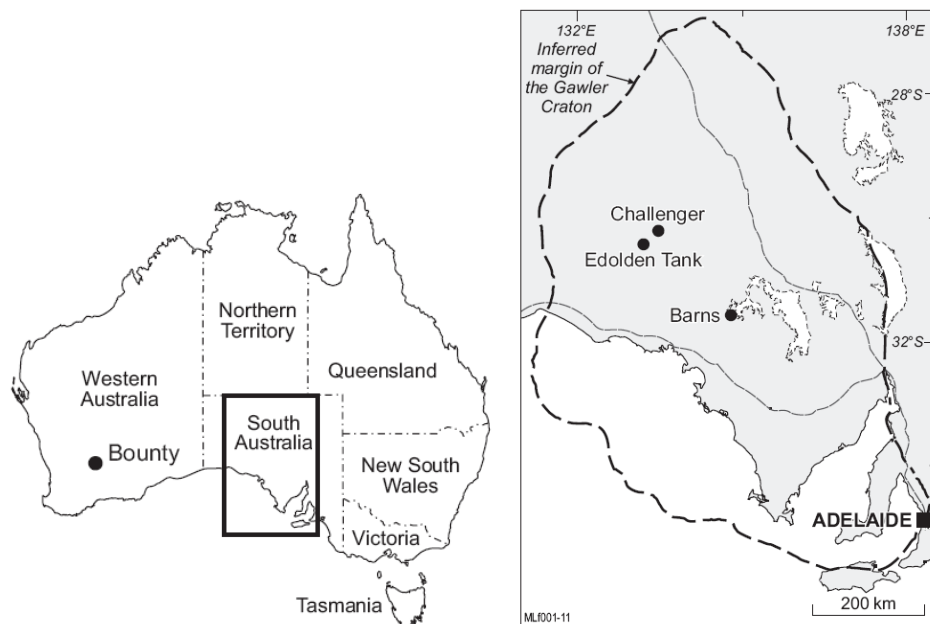 Northern
Territory
Western
Australia
Queensland
South
Australia
Bounty
New South
Wales
Victoria
Tasmania
132°E
138°E
Inferred
margin of
the Gawler
Craton
28°S
Challenger
Edolden Tank
Barns
32°S
ADELAIDE
200 km
MLf001-11